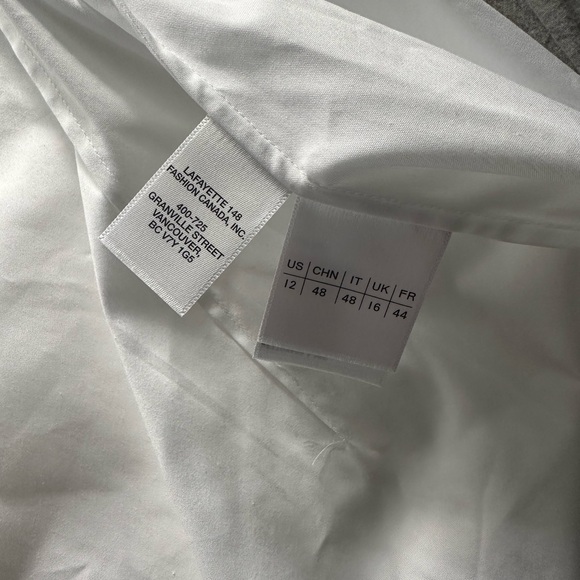 LAFAYETTE 148
FASHION CANADA, INC.
400-725
GRANVILLE STREET
VANCOUVER,
BC V7Y 1G5
US | CHN | IT | UK | FR
12 | 48 | 48 | 16 | 44